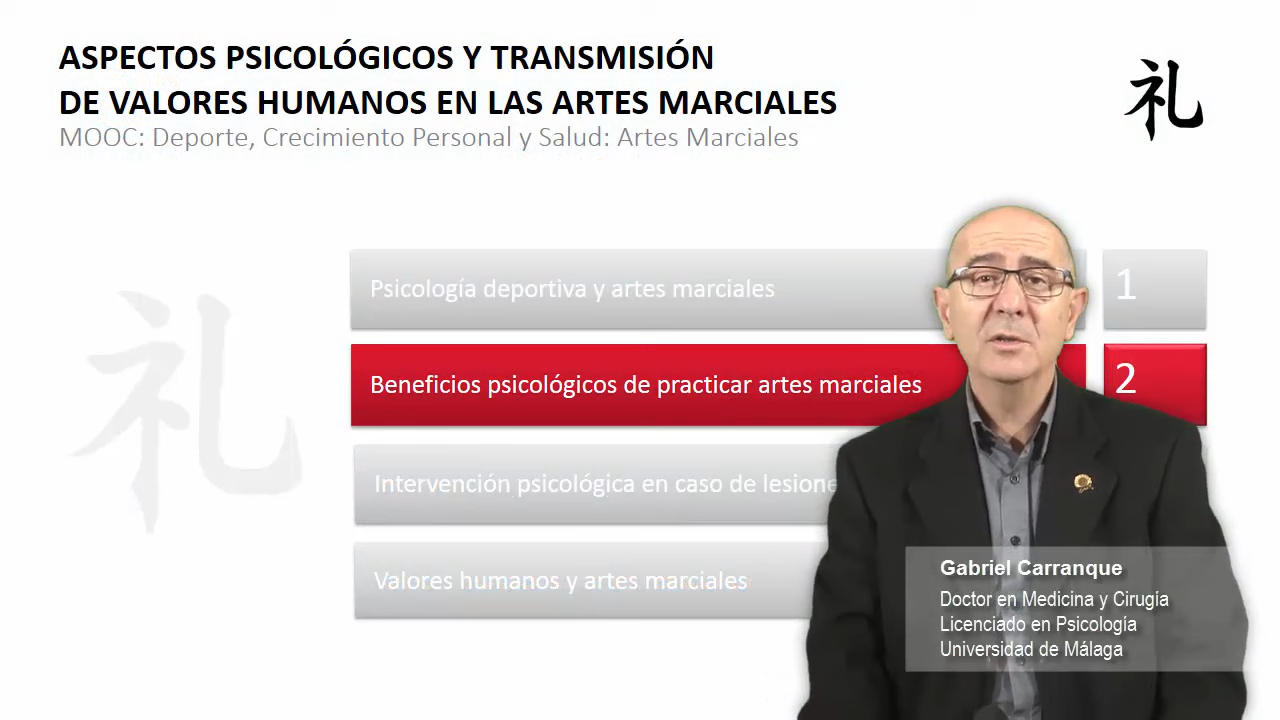 ASPECTOS PSICOLÓGICOS Y TRANSMISIÓN
DE VALORES HUMANOS EN LAS ARTES MARCIALES
MOOC: Deporte, Crecimiento Personal y Salud: Artes Marciales
礼
礼
Psicología deportiva y artes marciales 1
Beneficios psicológicos de practicar artes marciales 2
Intervención psicológica en caso de lesione
Valores humanos y artes marciales
Gabriel Carranque
Doctor en Medicina y Cirugía
Licenciado en Psicología
Universidad de Málaga